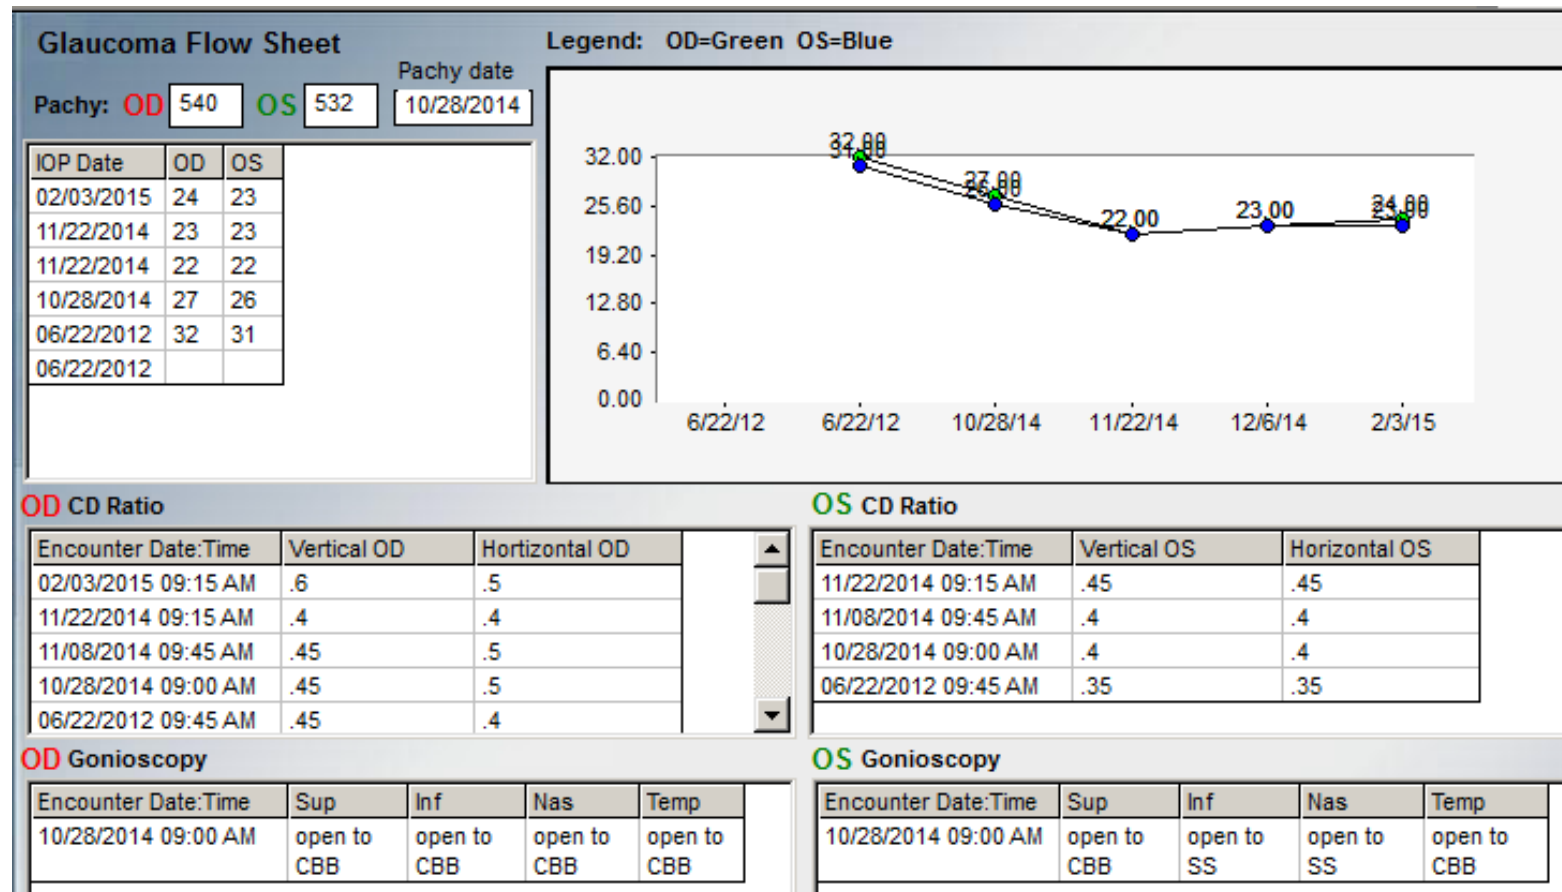 Glaucoma Flow Sheet
Legend: OD=Green OS=Blue
Pachy date
Pachy: OD 540 OS 532 10/28/2014
IOP Date OD OS
02/03/2015 24 23
11/22/2014 23 23
11/22/2014 22 22
10/28/2014 27 26
06/22/2012 32 31
06/22/2012
32.00
25.60
19.20
12.80
6.40
0.00
32.00
31.00
27.00
26.00
22.00
23.00
24.00
23.00
6/22/12 6/22/12 10/28/14 11/22/14 12/6/14 2/3/15
OD CD Ratio
Encounter Date:Time Vertical OD Hortizontal OD
02/03/2015 09:15 AM .6 .5
11/22/2014 09:15 AM .4 .4
11/08/2014 09:45 AM .45 .5
10/28/2014 09:00 AM .45 .5
06/22/2012 09:45 AM .45 .4
OS CD Ratio
Encounter Date:Time Vertical OS Horizontal OS
11/22/2014 09:15 AM .45 .45
11/08/2014 09:45 AM .4 .4
10/28/2014 09:00 AM .4 .4
06/22/2012 09:45 AM .35 .35
OD Gonioscopy
Encounter Date:Time Sup Inf Nas Temp
10/28/2014 09:00 AM open to open to open to open to
CBB CBB CBB CBB
OS Gonioscopy
Encounter Date:Time Sup Inf Nas Temp
10/28/2014 09:00 AM open to open to open to open to
CBB SS SS CBB